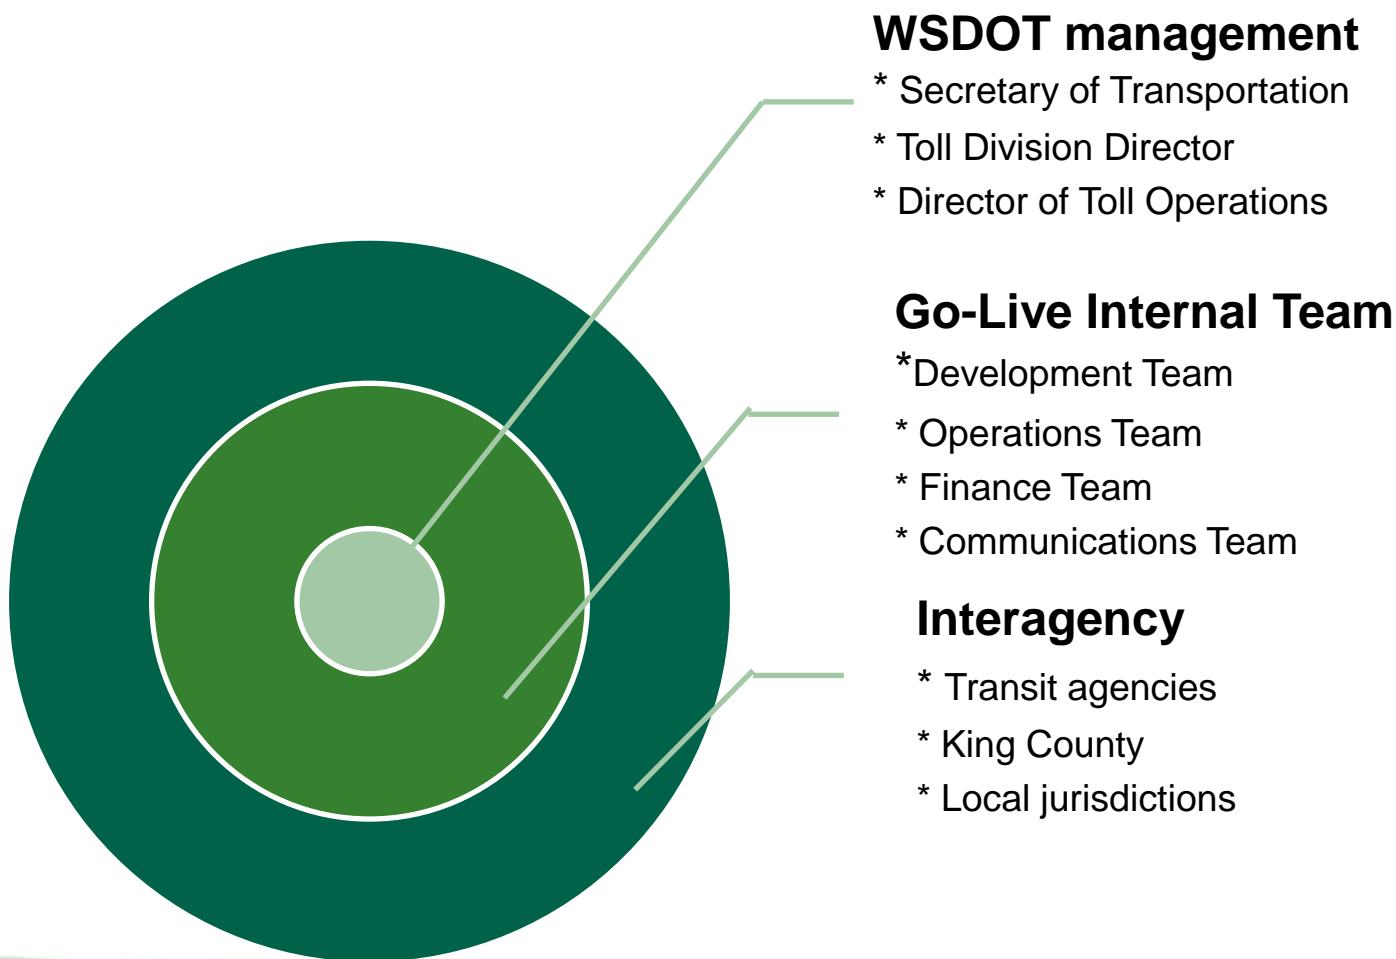 WSDOT management
* Secretary of Transportation
* Toll Division Director
* Director of Toll Operations
Go-Live Internal Team
*Development Team
* Operations Team
* Finance Team
* Communications Team
Interagency
* Transit agencies
* King County
* Local jurisdictions